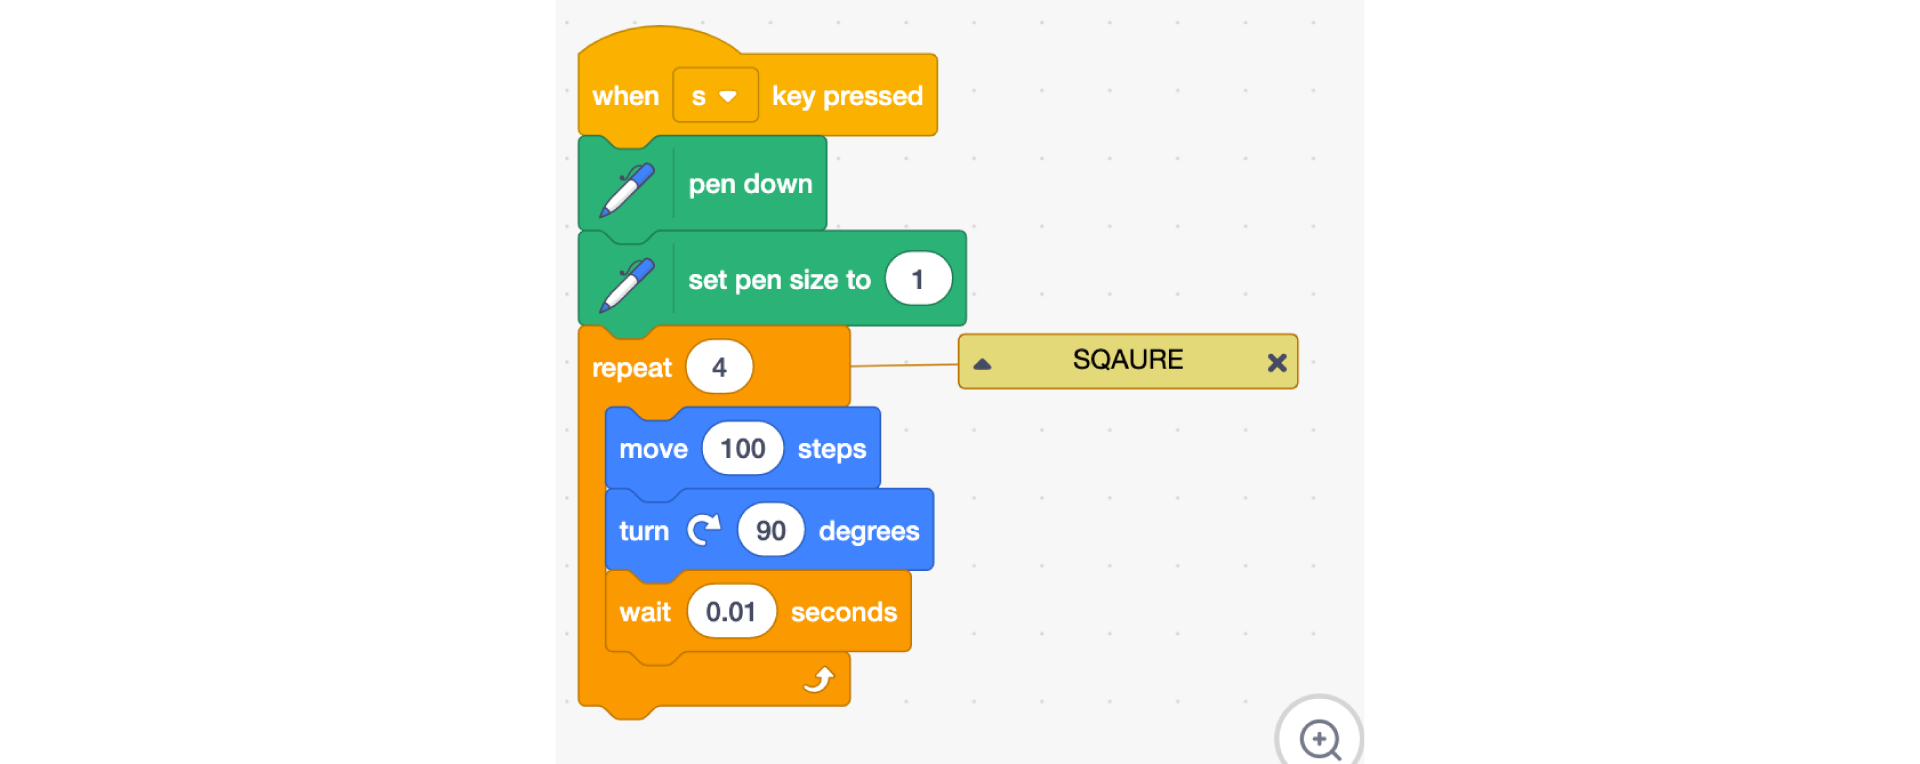 when s key pressed
pen down
set pen size to 1
repeat 4
SQAURE
move 100 steps
turn 90 degrees
wait 0.01 seconds